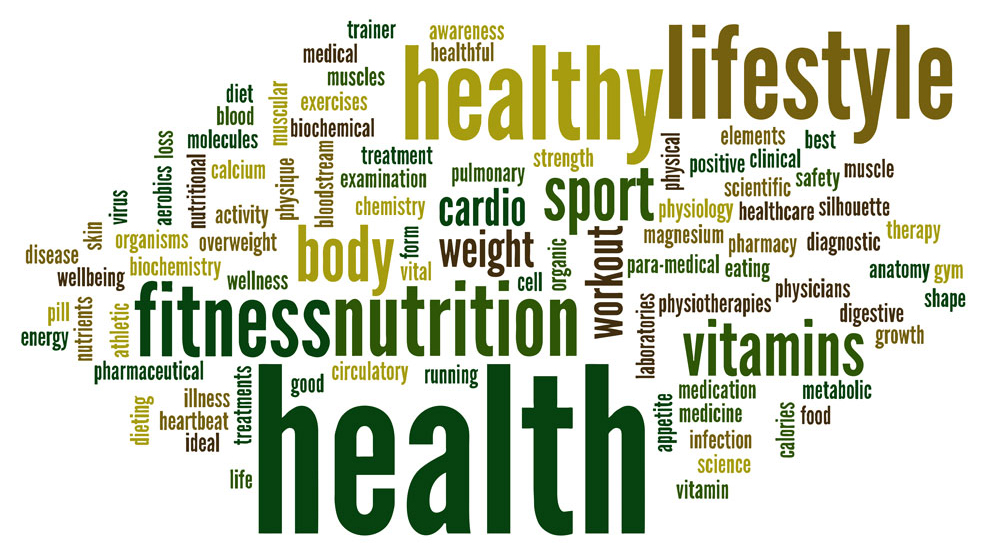 trainer
awareness
medical
healthful
healthy
lifestyle
muscles
diet
muscular
exercises
blood
biochemical
molecules
loss
treatment
strength
physical
elements
best
calcium
nutritional
physique
bloodstream
examination
pulmonary
positive
clinical
muscle
scientific
safety
aerobics
virus
activity
chemistry
cardio
sport
physiology
healthcare
silhouette
skin
organisms
overweight
body
form
weight
organic
workout
magnesium
pharmacy
diagnostic
therapy
disease
wellbeing
biochemistry
wellness
vital
cell
para-medical
eating
anatomy
gym
pill
nutrients
athletic
fitness
nutrition
laboratories
physiotherapies
physicians
shape
energy
digestive
growth
vitamins
pharmaceutical
treatments
good
circulatory
running
health
medication
metabolic
dieting
illness
heartbeat
ideal
appetite
medicine
calories
food
infection
science
life
vitamin